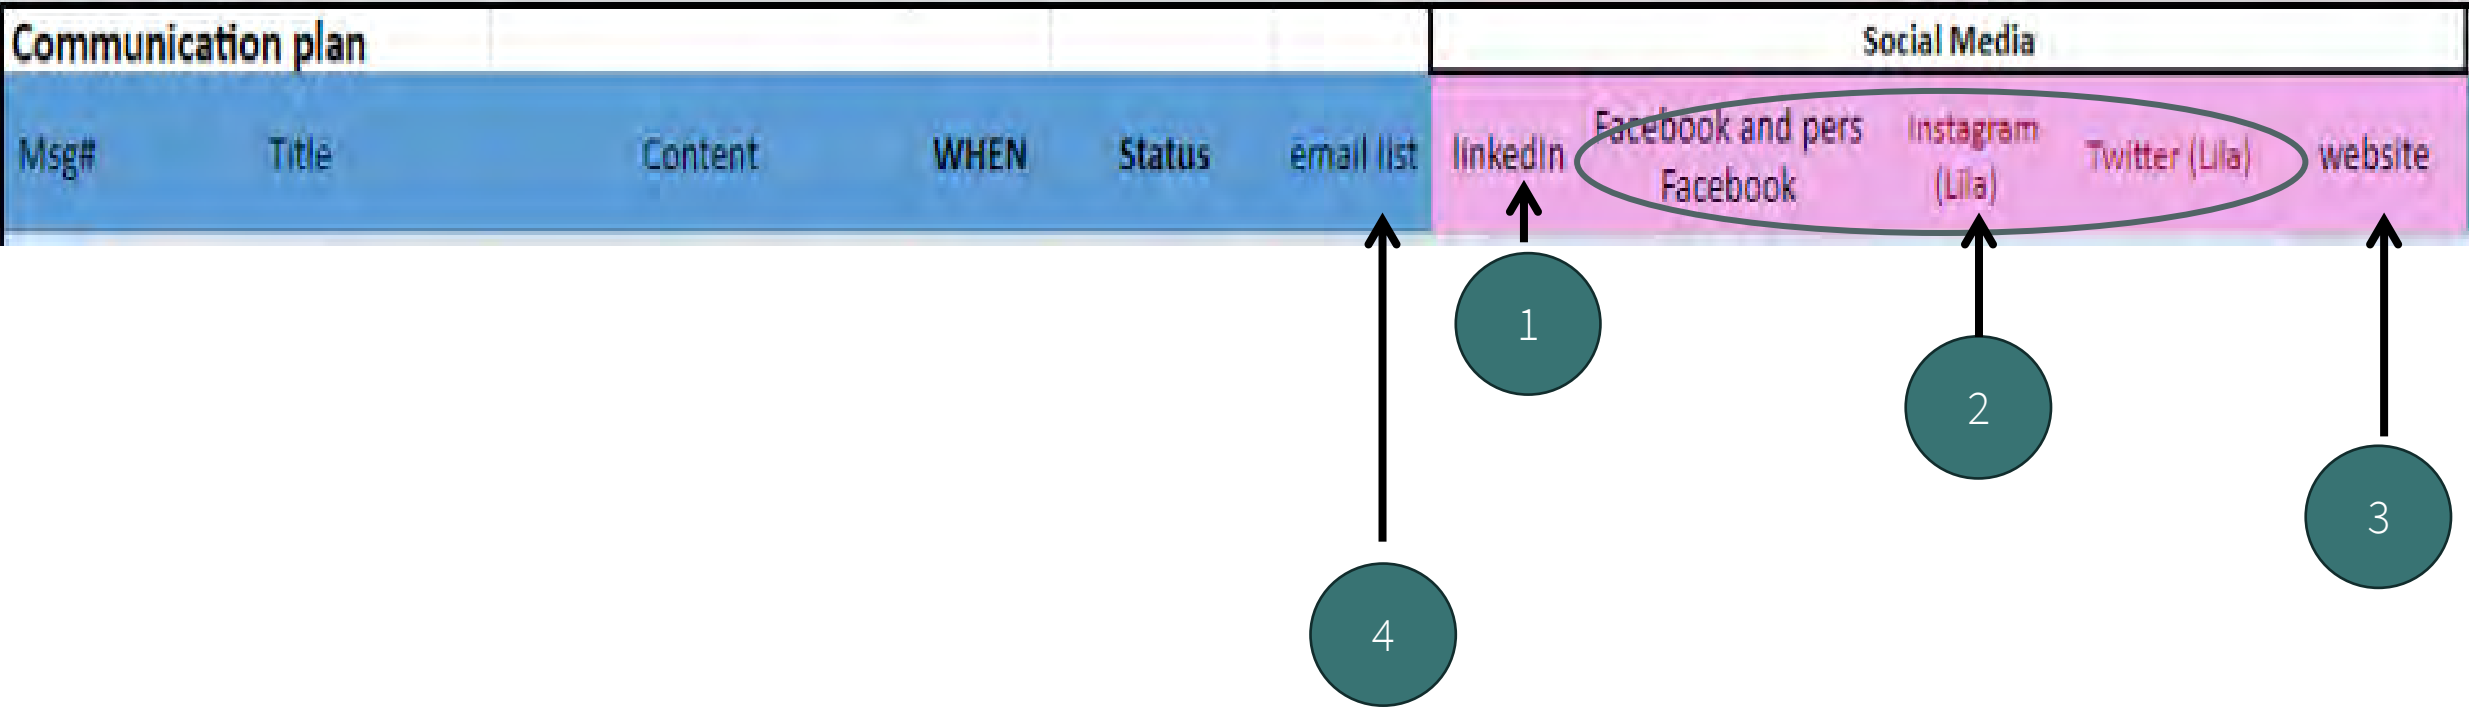 Communication plan
Social Media
Msg#
Title
Content
WHEN
Status
email list
linkedIn
Facebook and pers
Facebook
Instagram
(Lila)
Twitter (Lila)
website
1
2
3
4